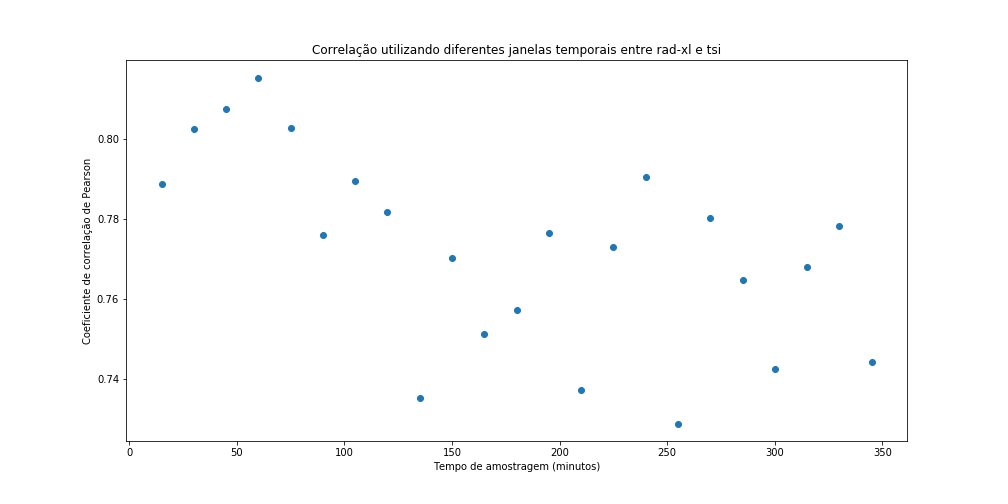 Correlação utilizando diferentes janelas temporais entre rad-xl e tsi
Coeficiente de correlação de Pearson
0.80
0.78
0.76
0.74
0 50 100 150 200 250 300 350
Tempo de amostragem (minutos)